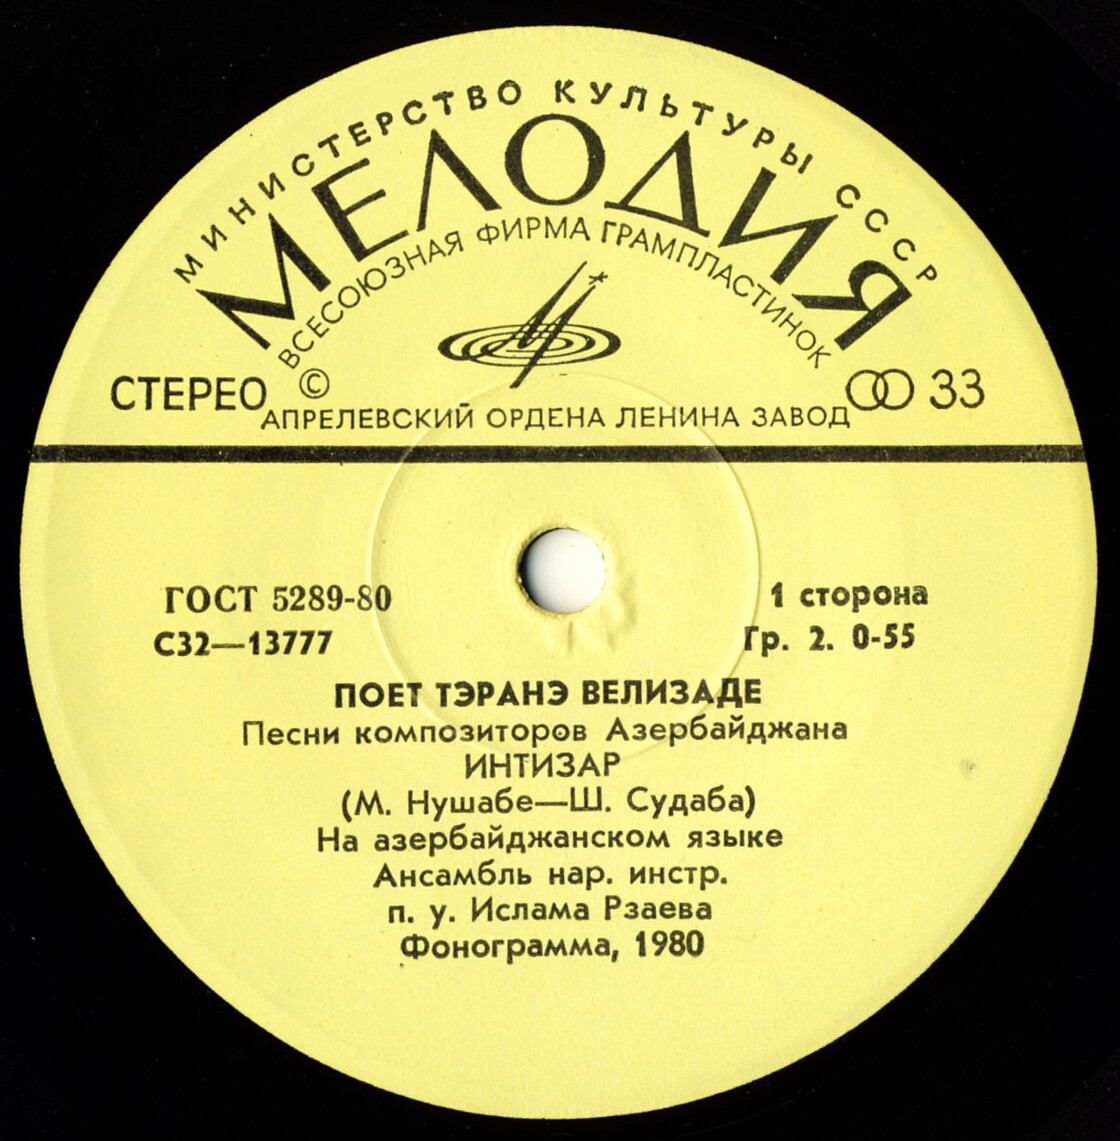 МИНИСТЕРСТВО КУЛЬТУРЫ СССР
МЕЛОДИЯ
ВСЕСОЮЗНАЯ ФИРМА ГРАМПЛАСТИНОК
СТЕРЕО © 33
АПРЕЛЕВСКИЙ ОРДЕНА ЛЕНИНА ЗАВОД
ГОСТ 5289-80 1 сторона
С32—13777 Гр. 2. 0-55
ПОЕТ ТЭРАНЭ ВЕЛИЗАДЕ
Песни композиторов Азербайджана
ИНТИЗАР
(М. Нушабе—Ш. Судаба)
На азербайджанском языке
Ансамбль нар. инстр.
п. у. Ислама Рзаева
Фонограмма, 1980